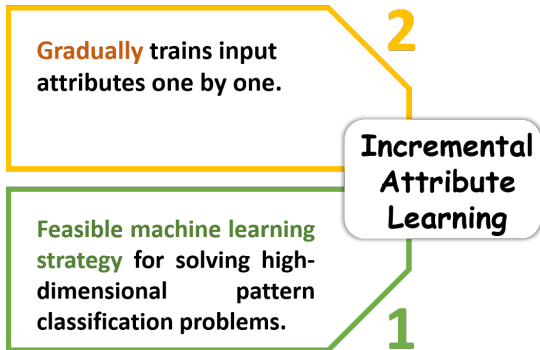 2
Gradually trains input
attributes one by one.
Incremental
Attribute
Learning
Feasible machine learning
strategy for solving high-
dimensional pattern
classification problems.
1